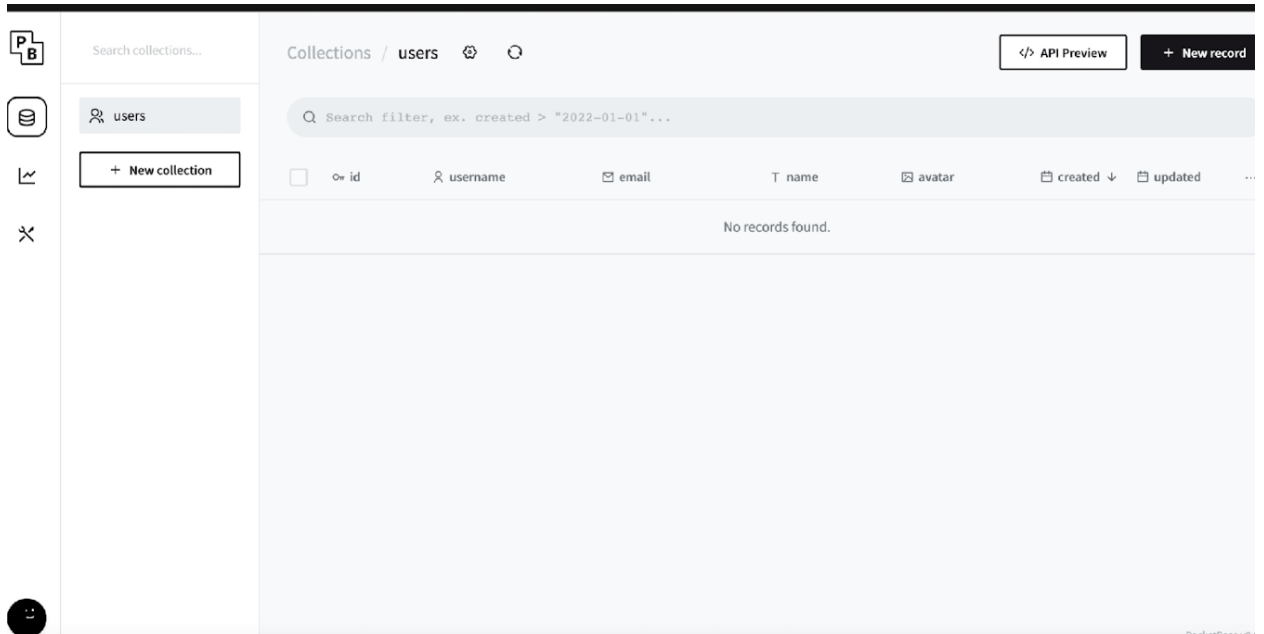 PB
Search collections...
Collections / users
</> API Preview
+ New record
users
Search filter, ex. created > "2022-01-01"...
+ New collection
id username email T name avatar created ↓ updated ...
No records found.